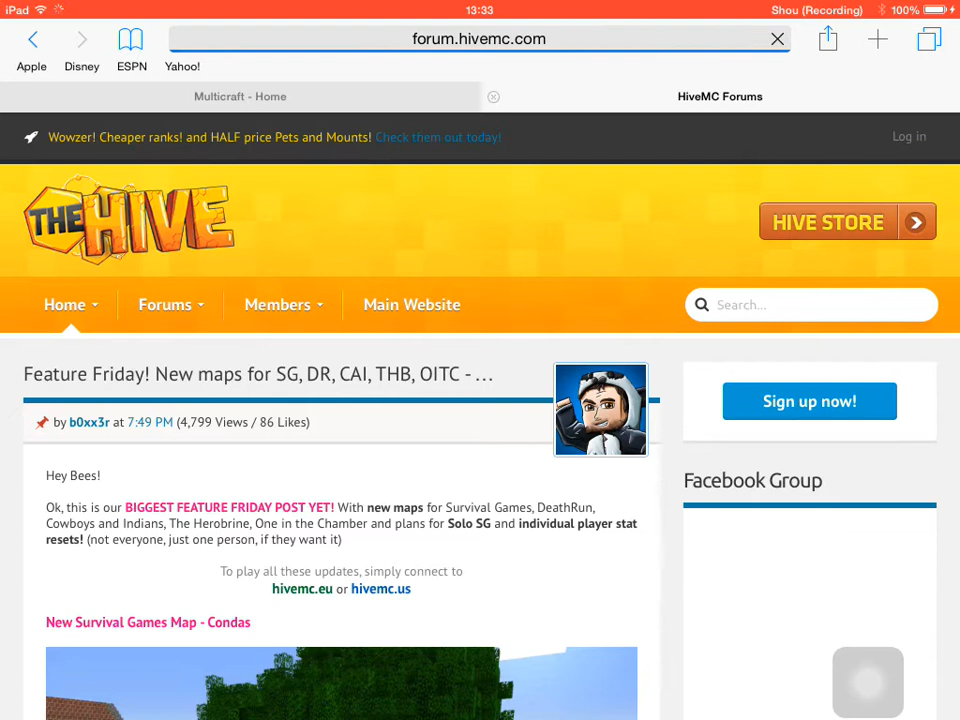 iPad 13:33 Shou (Recording) 100%
forum.hivemc.com
Apple Disney ESPN Yahoo!
Multicraft - Home HiveMC Forums
Wowzer! Cheaper ranks! and HALF price Pets and Mounts! Check them out today! Log in
THE HIVE
HIVE STORE
Home Forums Members Main Website Search...
Feature Friday! New maps for SG, DR, CAI, THB, OITC - ...
Sign up now!
by b0xx3r at 7:49 PM (4,799 Views / 86 Likes)
Hey Bees!
Facebook Group
Ok, this is our BIGGEST FEATURE FRIDAY POST YET! With new maps for Survival Games, DeathRun,
Cowboys and Indians, The Herobrine, One in the Chamber and plans for Solo SG and individual player stat
resets! (not everyone, just one person, if they want it)
To play all these updates, simply connect to
hivemc.eu or hivemc.us
New Survival Games Map - Condas